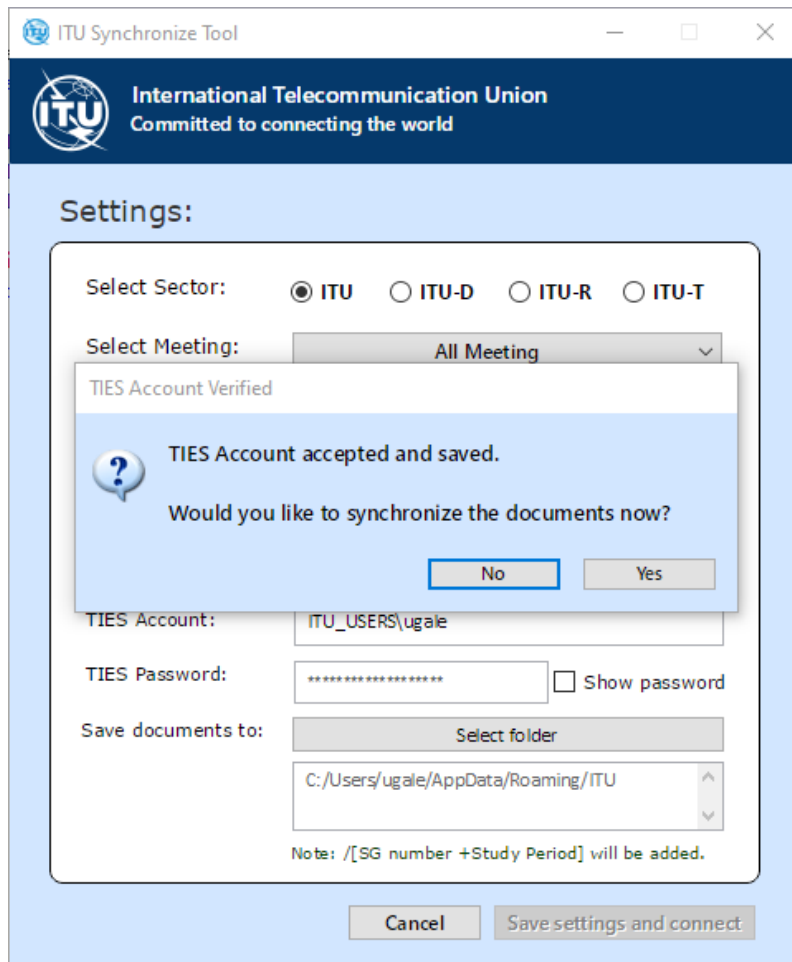 ITU Synchronize Tool
ITU
International Telecommunication Union
Committed to connecting the world
Settings:
Select Sector:
ITU
ITU-D
ITU-R
ITU-T
Select Meeting:
All Meeting
TIES Account Verified
TIES Account accepted and saved.
Would you like to synchronize the documents now?
No
Yes
TIES Account:
ITU_USERS\ugale
TIES Password:
*******************
Show password
Save documents to:
Select folder
C:/Users/ugale/AppData/Roaming/ITU
Note: /[SG number +Study Period] will be added.
Cancel
Save settings and connect